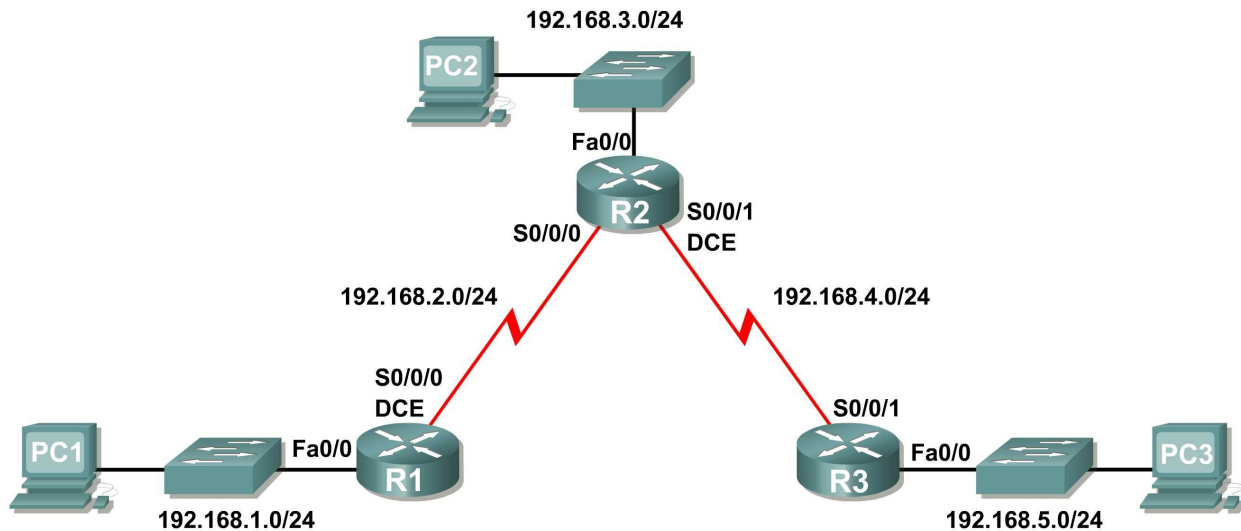 192.168.3.0/24
PC2
Fa0/0
R2
S0/0/0
S0/0/1
DCE
192.168.2.0/24
192.168.4.0/24
S0/0/0
DCE
S0/0/1
PC1
Fa0/0
R1
R3
Fa0/0
PC3
192.168.1.0/24
192.168.5.0/24